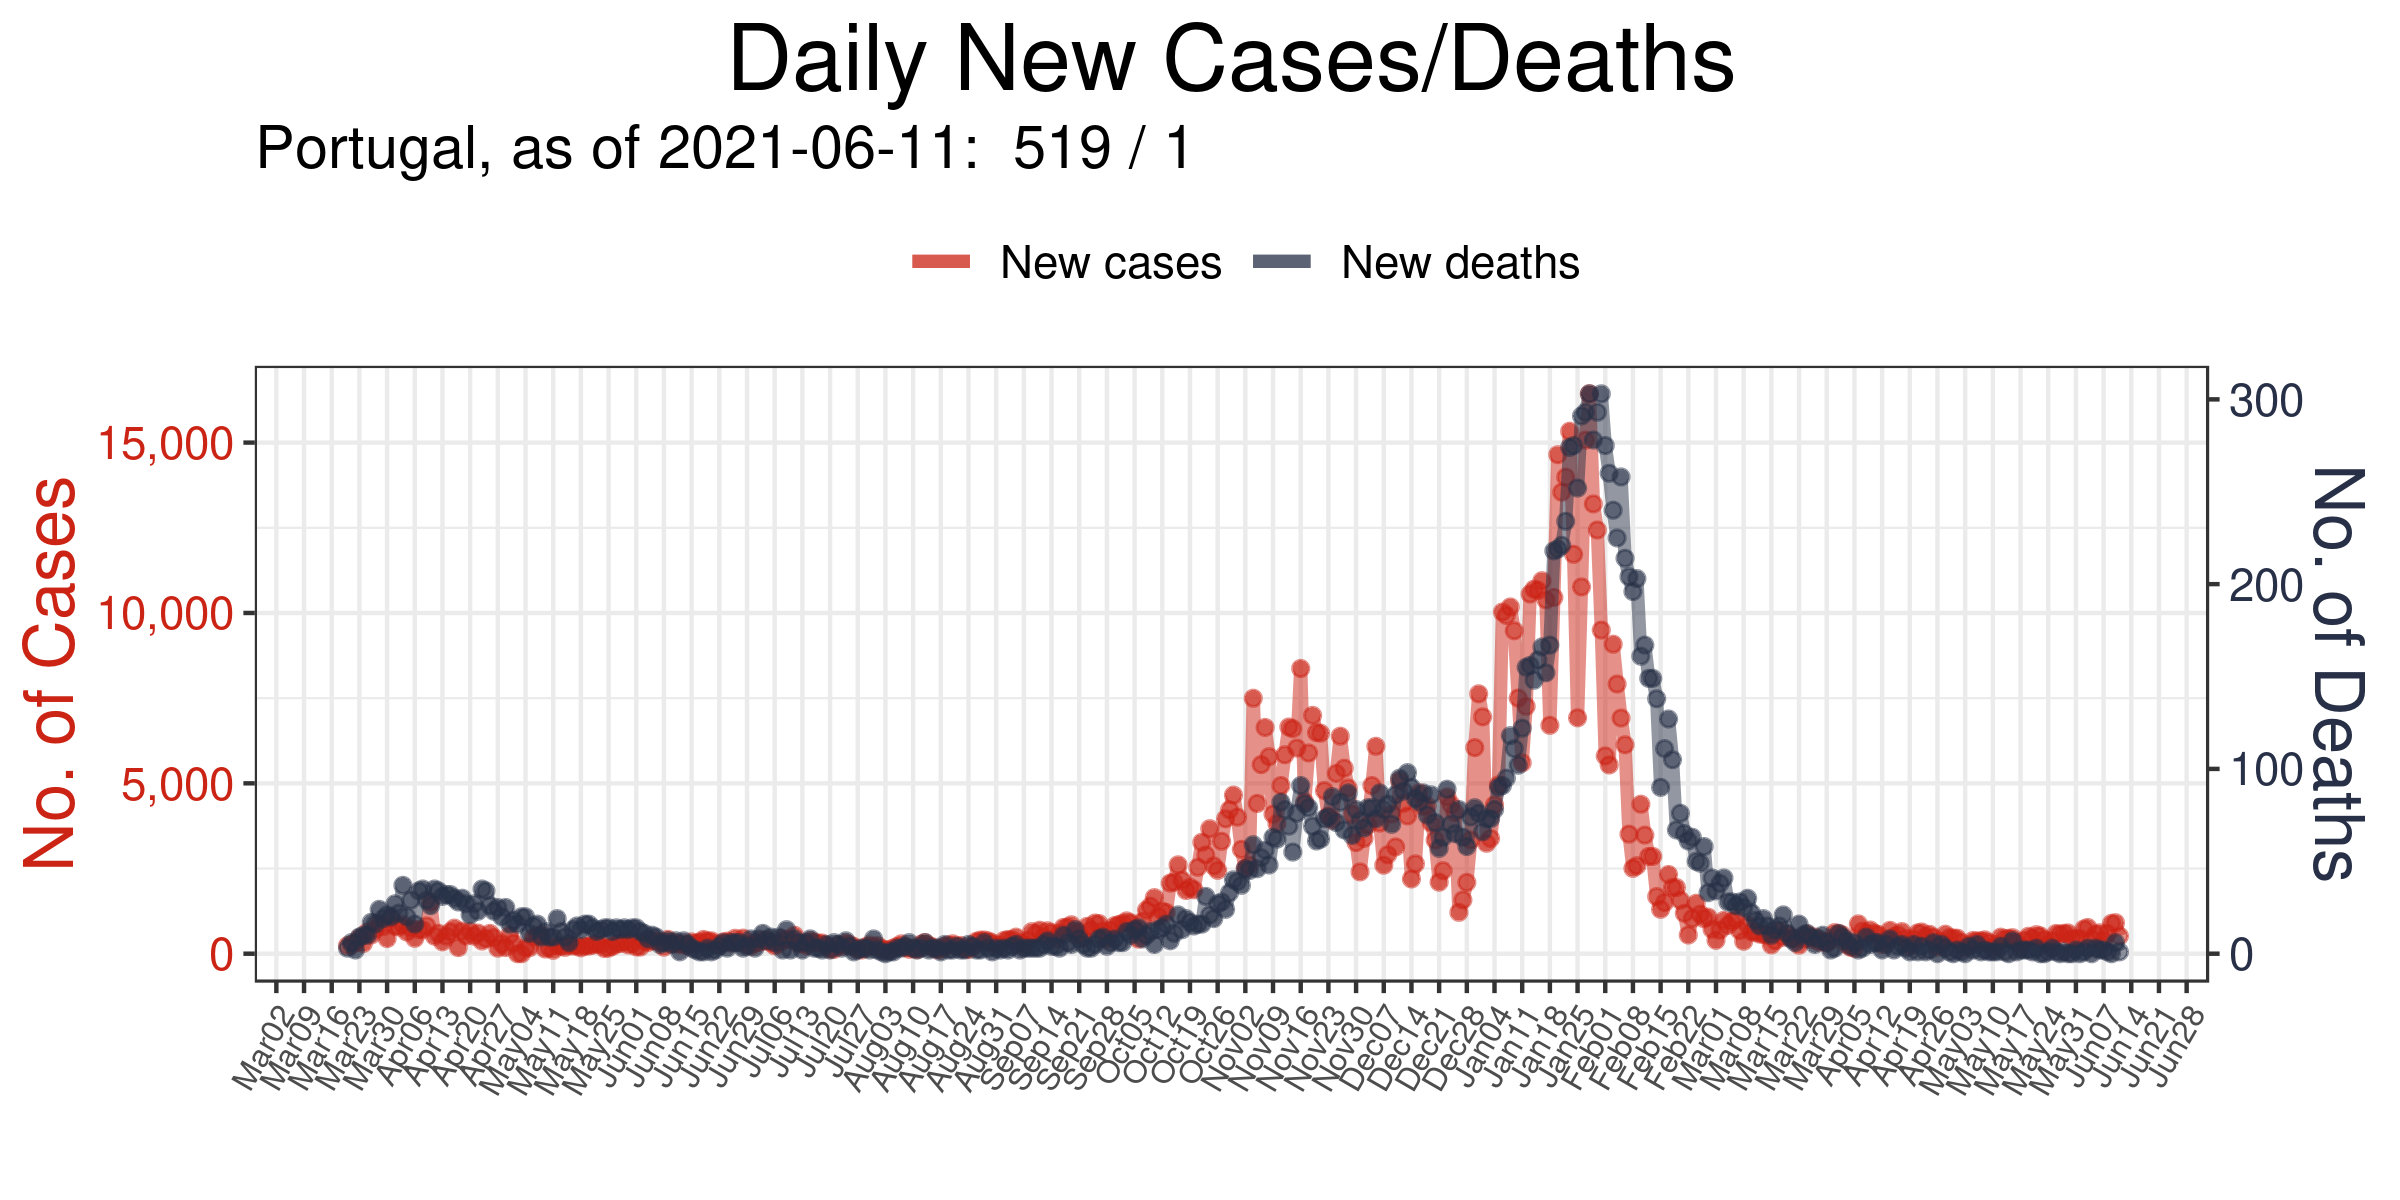 Daily New Cases/Deaths
Portugal, as of 2021-06-11:  519 / 1
New cases
New deaths
No. of Cases
15,000
10,000
5,000
0
300
200
100
0
No. of Deaths
Mar02
Mar09
Mar16
Mar23
Mar30
Apr06
Apr13
Apr20
Apr27
May04
May11
May18
May25
Jun01
Jun08
Jun15
Jun22
Jun29
Jul06
Jul13
Jul20
Jul27
Aug03
Aug10
Aug17
Aug24
Aug31
Sep07
Sep14
Sep21
Sep28
Oct05
Oct12
Oct19
Oct26
Nov02
Nov09
Nov16
Nov23
Nov30
Dec07
Dec14
Dec21
Dec28
Jan04
Jan11
Jan18
Jan25
Feb01
Feb08
Feb15
Feb22
Mar01
Mar08
Mar15
Mar22
Mar29
Apr05
Apr12
Apr19
Apr26
May03
May10
May17
May24
May31
Jun07
Jun14
Jun21
Jun28